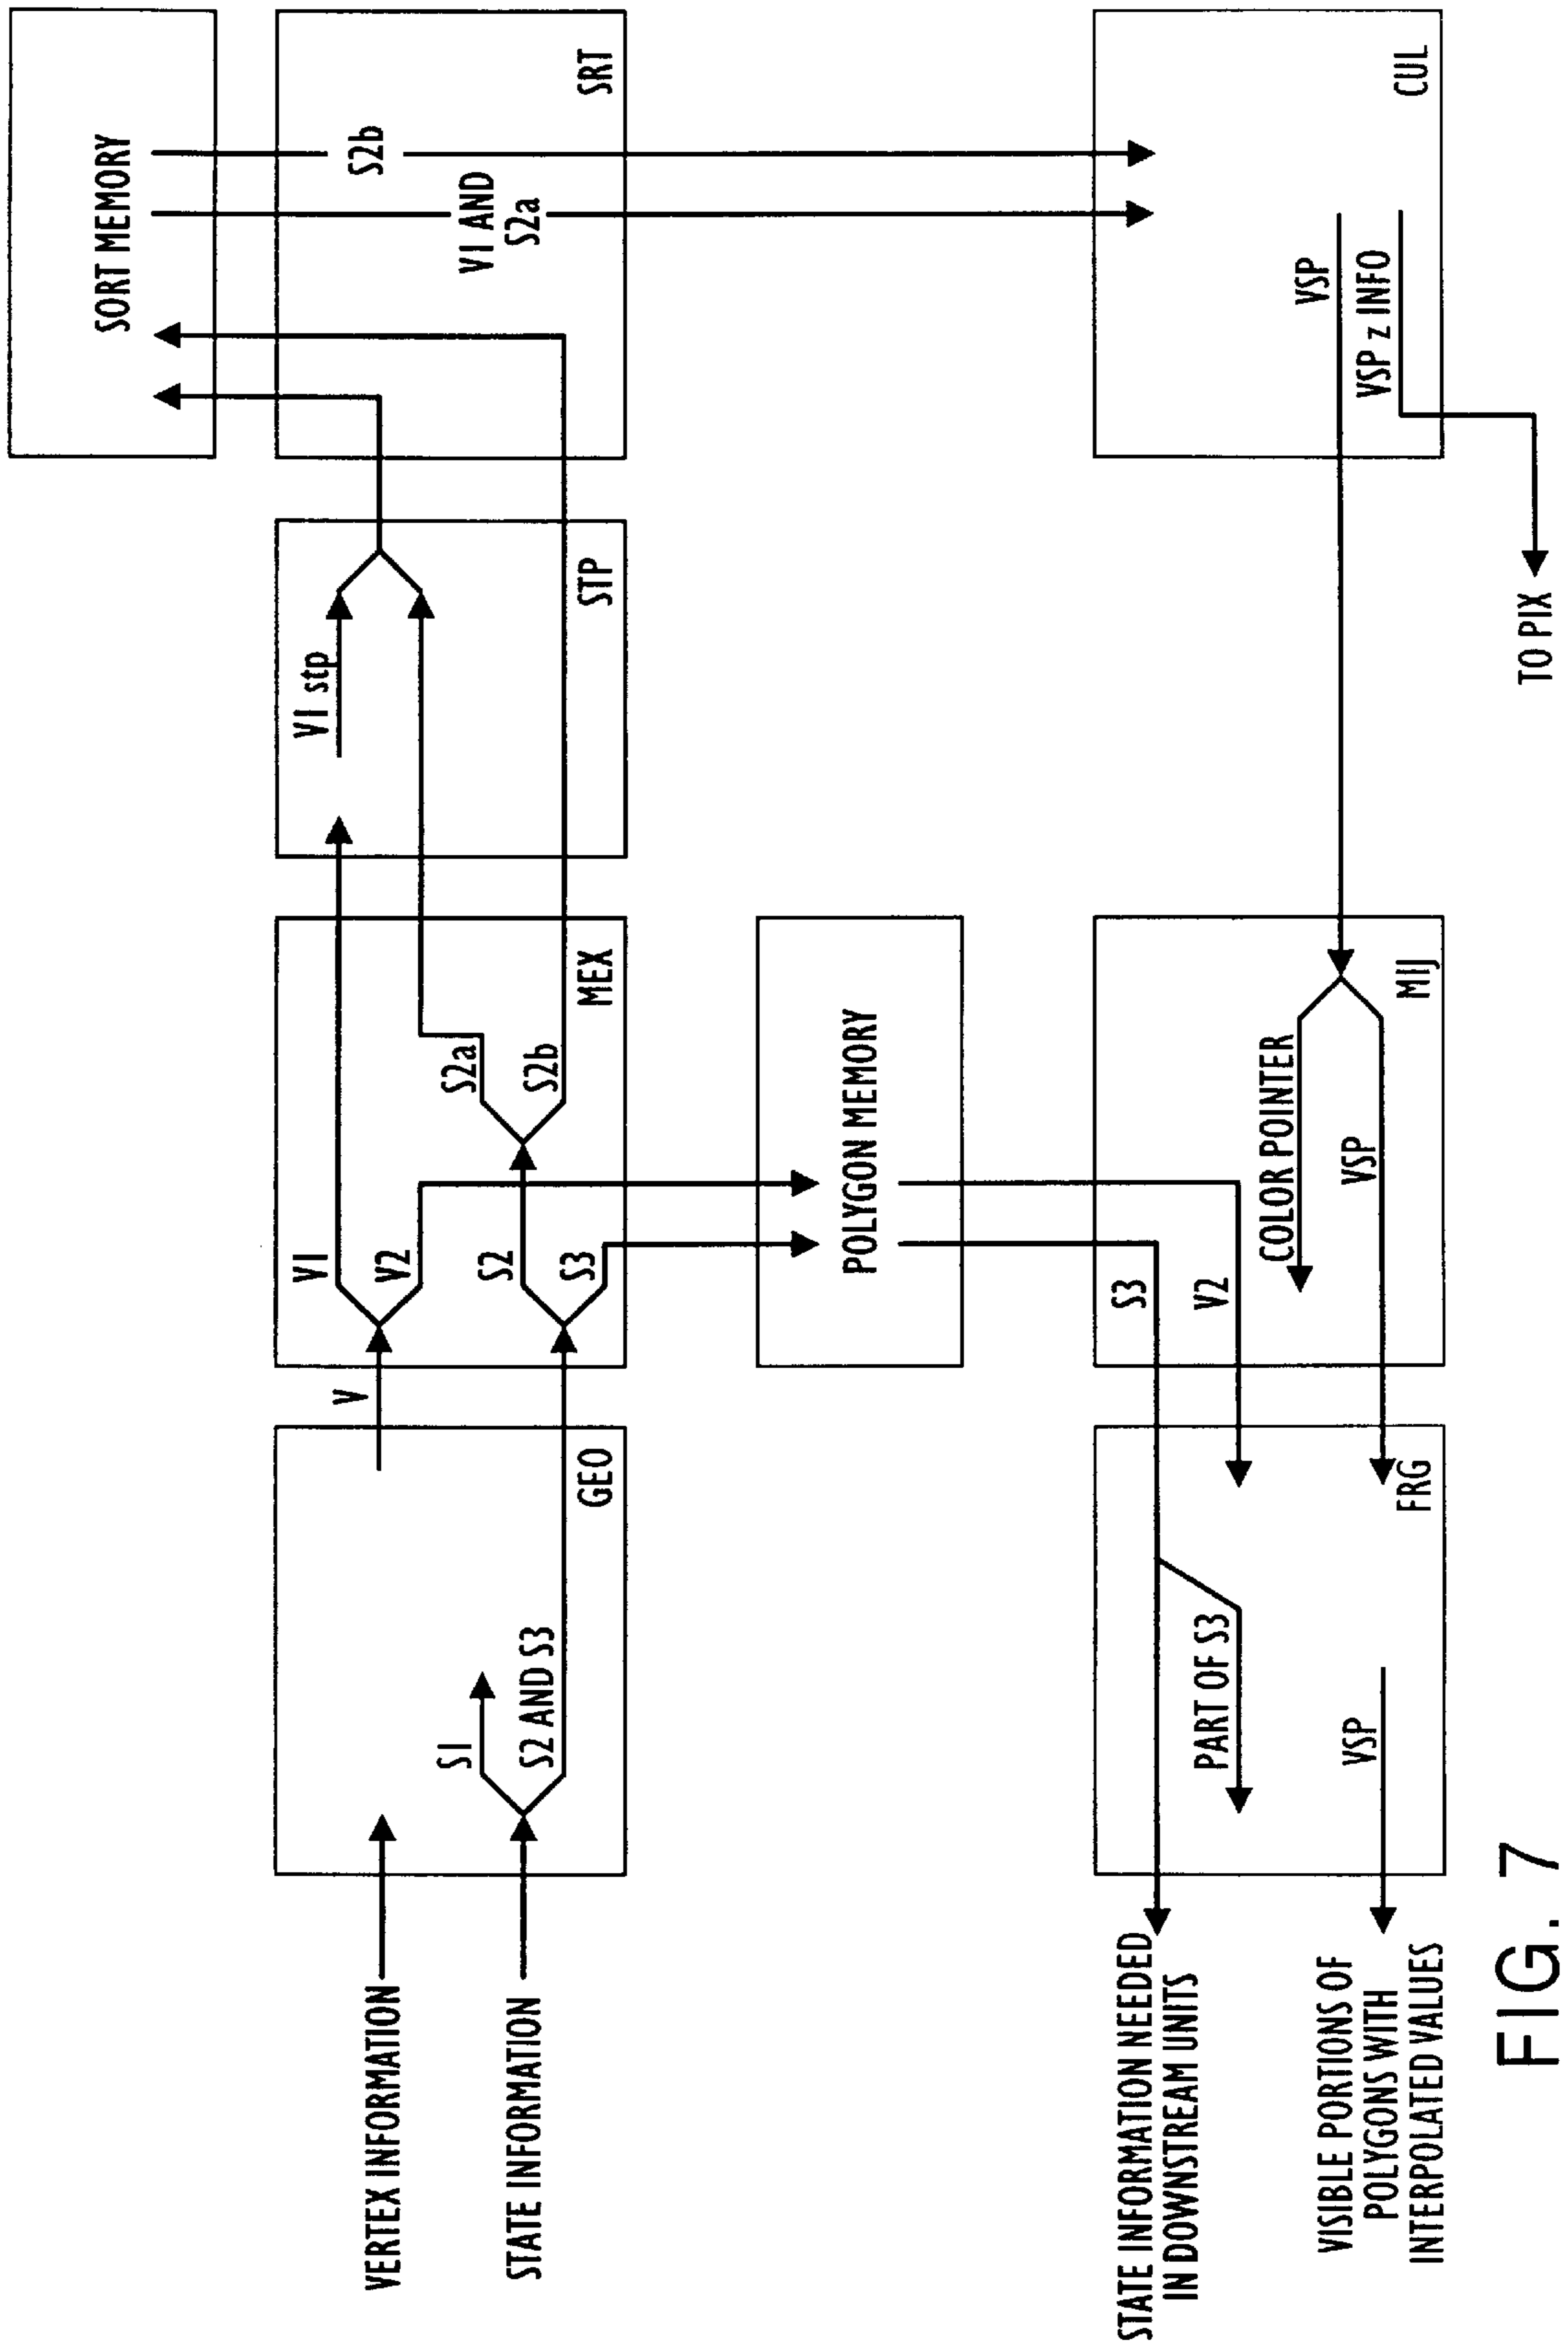 SORT MEMORY
S2b
V1 AND
S2a
SRT
V1 stp
STP
V1
V2
S2
S3
S2a
S2b
MEX
V
S1
S2 AND S3
GEO
VERTEX INFORMATION
STATE INFORMATION
POLYGON MEMORY
VSP
VSP z INFO
CUL
TO PIX
S3
V2
COLOR POINTER
VSP
MIJ
PART OF S3
VSP
FRG
STATE INFORMATION NEEDED
IN DOWNSTREAM UNITS
VISIBLE PORTIONS OF
POLYGONS WITH
INTERPOLATED VALUES
FIG. 7